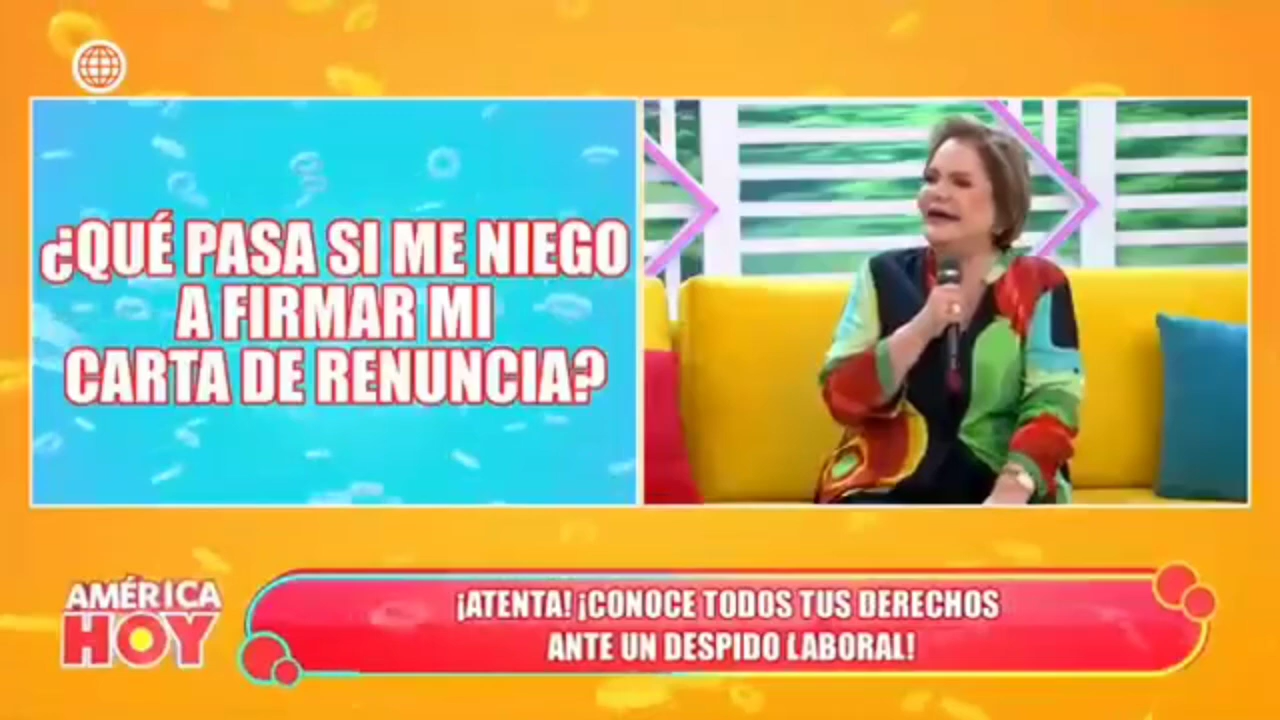 ¿QUÉ PASA SI ME NIEGO
A FIRMAR MI
CARTA DE RENUNCIA?
AMÉRICA
HOY
¡ATENTA! ¡CONOCE TODOS TUS DERECHOS
ANTE UN DESPIDO LABORAL!